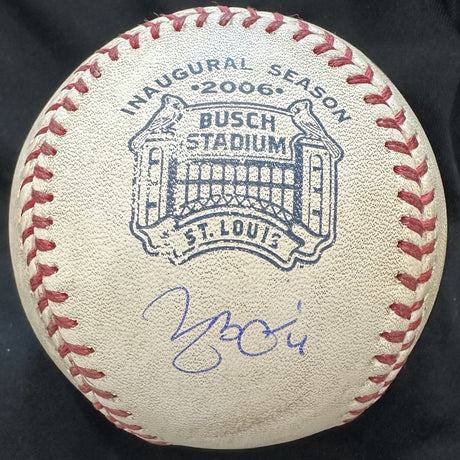 INAUGURAL SEASON
•2006•
BUSCH
STADIUM
ST. LOUIS